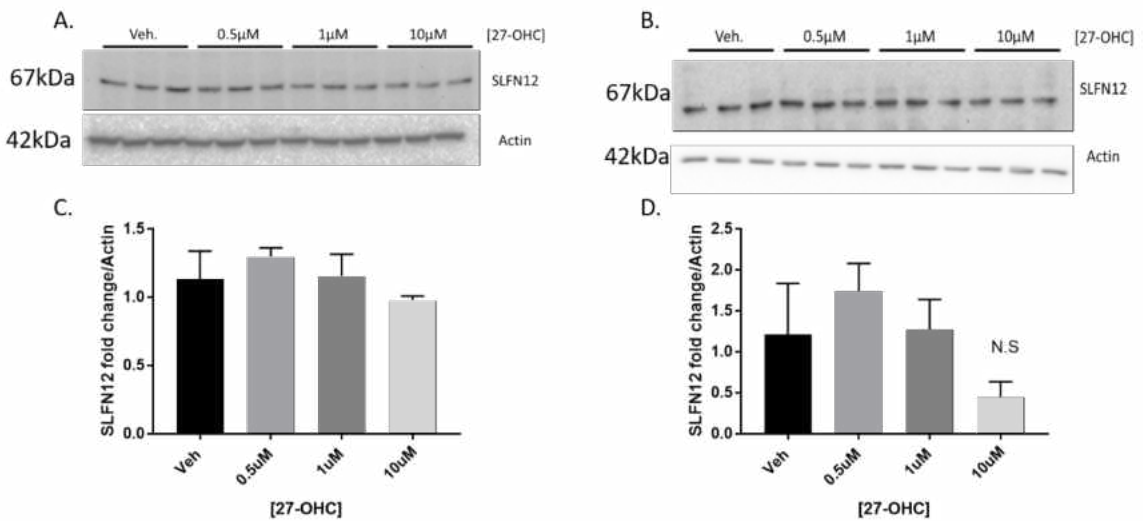 A.
Veh. 0.5µM 1µM 10µM [27-OHC]
67kDa SLFN12
42kDa Actin
B.
Veh. 0.5µM 1µM 10µM [27-OHC]
67kDa SLFN12
42kDa Actin
C.
SLFN12 fold change/Actin
1.5
1.0
0.5
0.0
Veh 0.5uM 1uM 10uM
[27-OHC]
D.
SLFN12 fold change/Actin
2.5
2.0
1.5
1.0
0.5
0.0
N.S
Veh 0.5uM 1uM 10uM
[27-OHC]